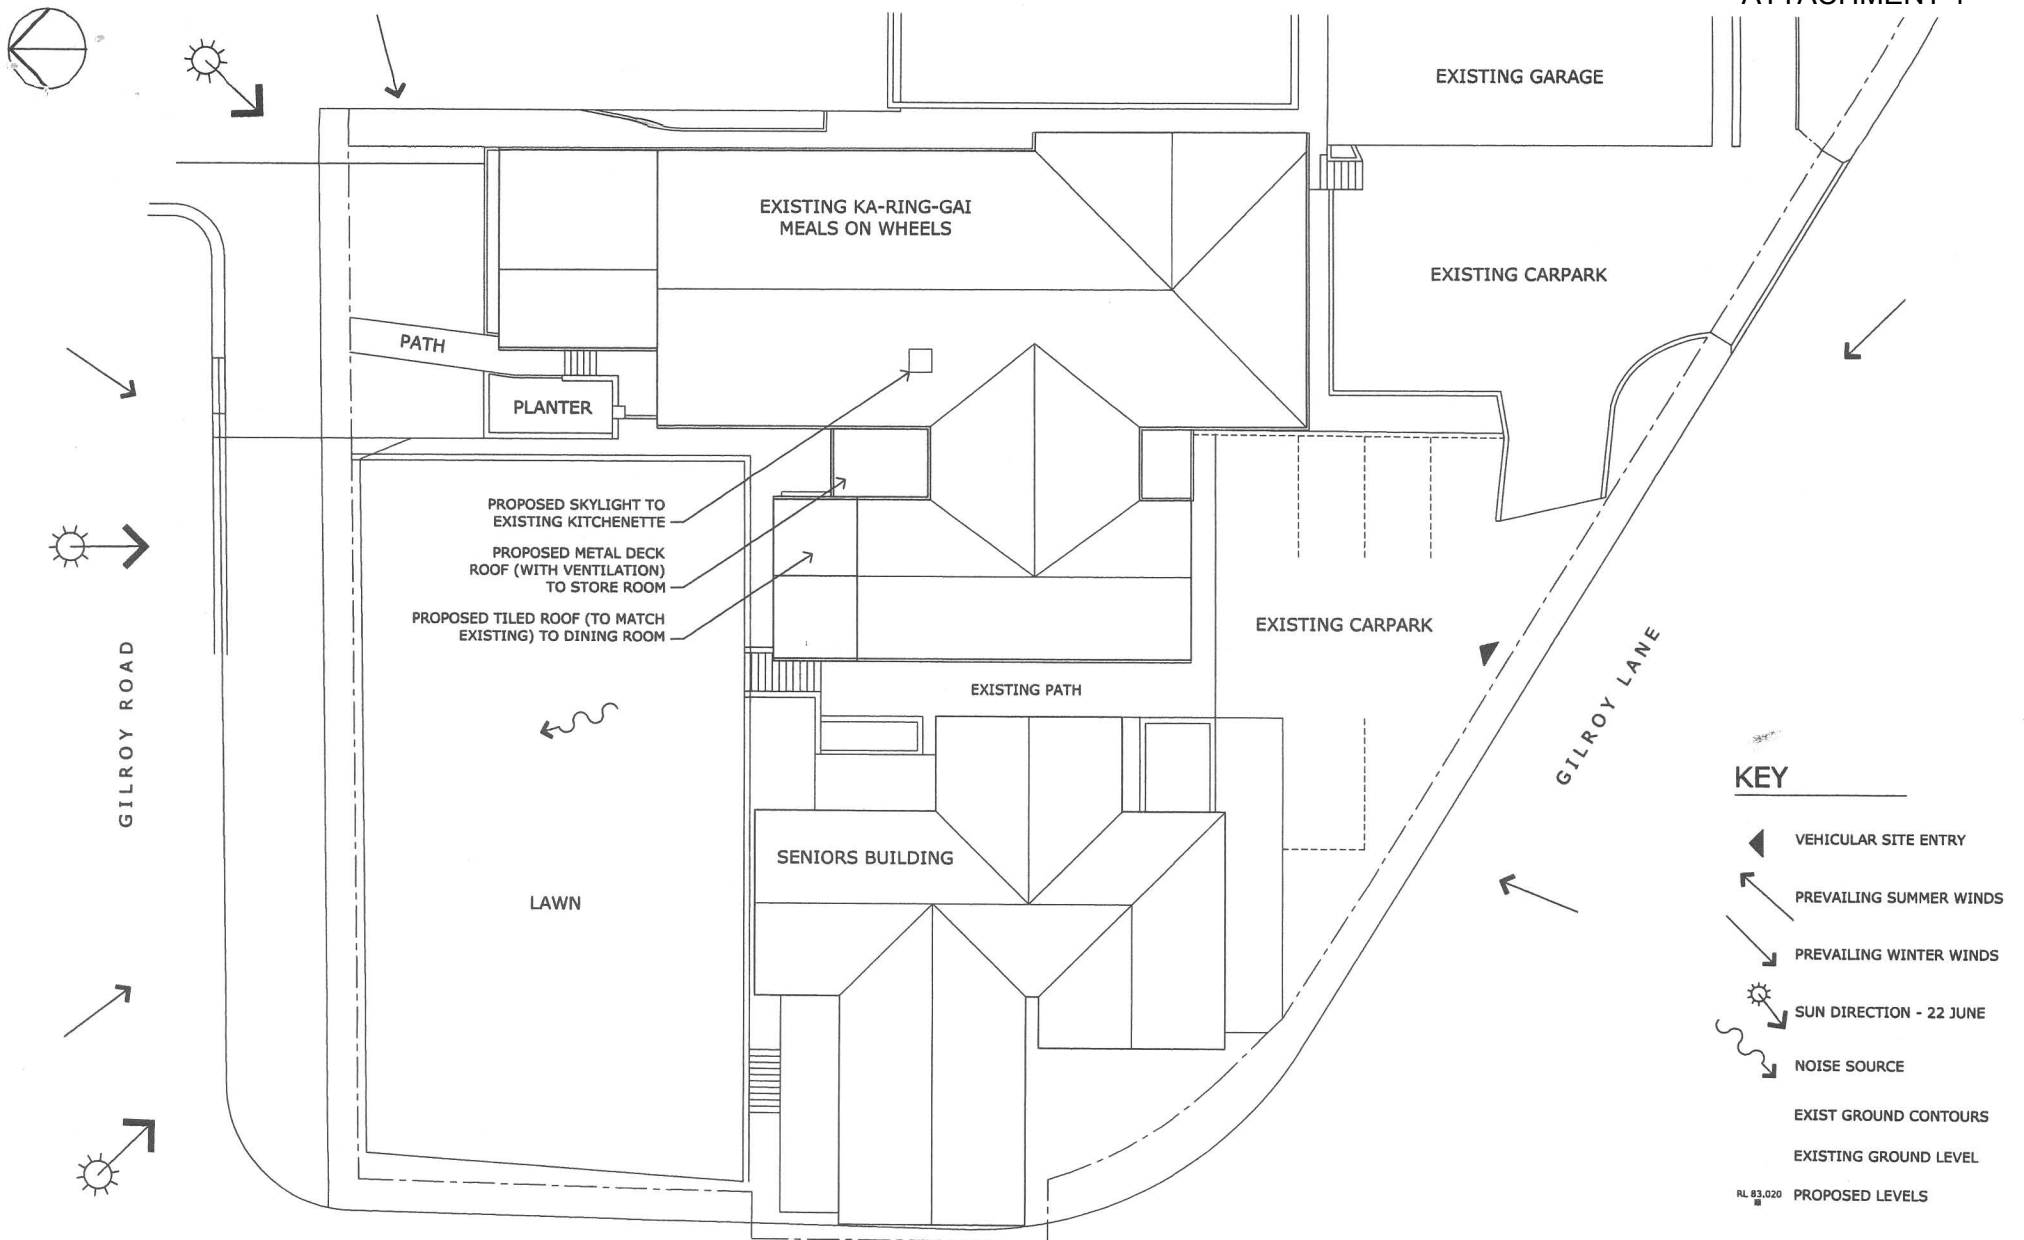 EXISTING GARAGE
EXISTING KA-RING-GAI
MEALS ON WHEELS
EXISTING CARPARK
PATH
PLANTER
PROPOSED SKYLIGHT TO
EXISTING KITCHENETTE
PROPOSED METAL DECK
ROOF (WITH VENTILATION)
TO STORE ROOM
PROPOSED TILED ROOF (TO MATCH
EXISTING) TO DINING ROOM
EXISTING CARPARK
EXISTING PATH
GILROY ROAD
GILROY LANE
SENIORS BUILDING
LAWN
KEY
VEHICULAR SITE ENTRY
PREVAILING SUMMER WINDS
PREVAILING WINTER WINDS
SUN DIRECTION - 22 JUNE
NOISE SOURCE
EXIST GROUND CONTOURS
EXISTING GROUND LEVEL
RL 83.020 PROPOSED LEVELS